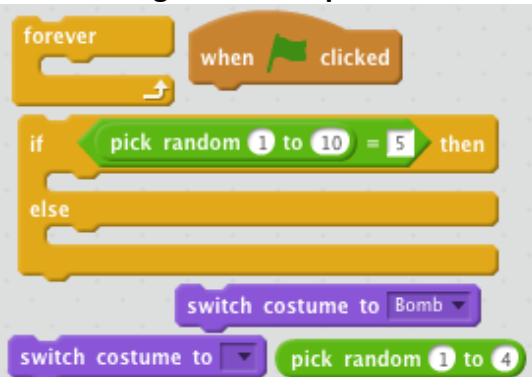 forever
when clicked
if pick random 1 to 10 = 5 then
else
switch costume to Bomb
switch costume to
pick random 1 to 4